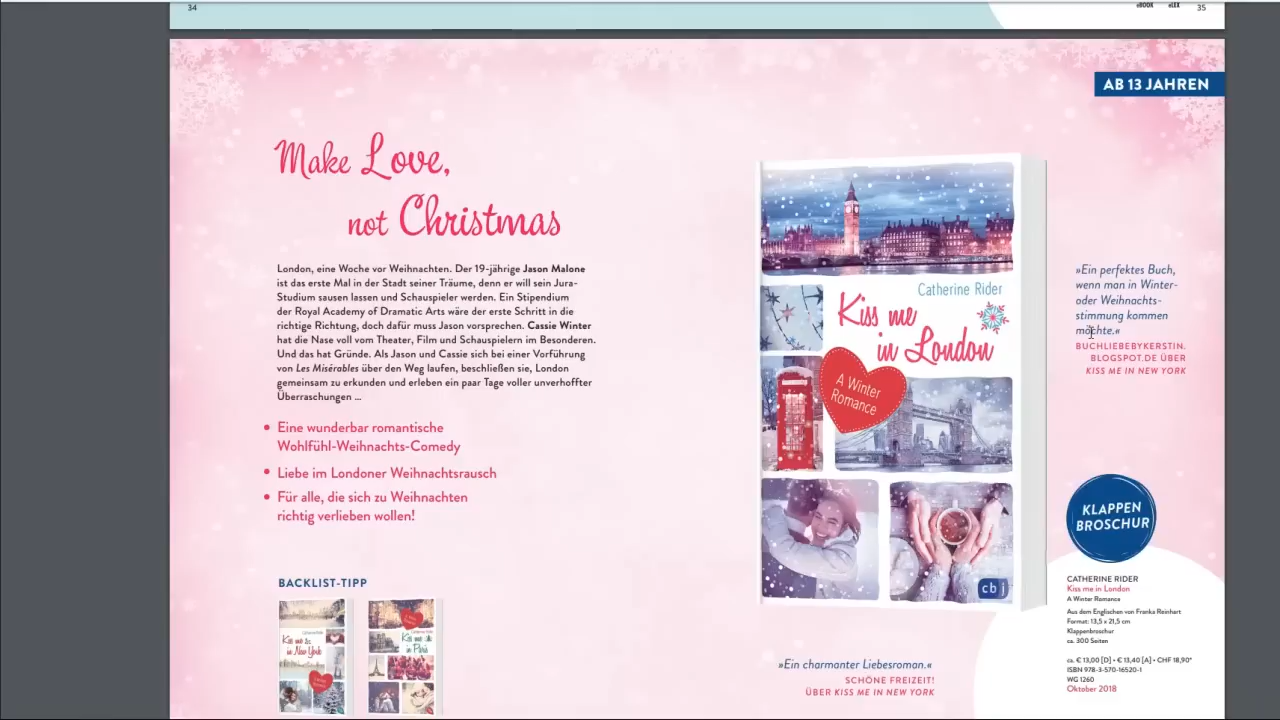 34
eBOOK
eLEX
35
AB 13 JAHREN
Make Love,
not Christmas
London, eine Woche vor Weihnachten. Der 19-jährige Jason Malone
ist das erste Mal in der Stadt seiner Träume, denn er will sein Jura-
Studium sausen lassen und Schauspieler werden. Ein Stipendium
der Royal Academy of Dramatic Arts wäre der erste Schritt in die
richtige Richtung, doch dafür muss Jason vorsprechen. Cassie Winter
hat die Nase voll vom Theater, Film und Schauspielern im Besonderen.
Und das hat Gründe. Als Jason und Cassie sich bei einer Vorführung
von Les Misérables über den Weg laufen, beschließen sie, London
gemeinsam zu erkunden und erleben ein paar Tage voller unverhoffter
Überraschungen ...
• Eine wunderbar romantische
Wohlfühl-Weihnachts-Comedy
• Liebe im Londoner Weihnachtsrausch
• Für alle, die sich zu Weihnachten
richtig verlieben wollen!
BACKLIST-TIPP
Kiss me
in New York
Kiss me
in Paris
Catherine Rider
Kiss me
in London
A Winter
Romance
cbj
»Ein charmanter Liebesroman.«
SCHÖNE FREIZEIT!
ÜBER KISS ME IN NEW YORK
»Ein perfektes Buch,
wenn man in Winter-
oder Weihnachts-
stimmung kommen
möchte.«
BUCHLIEBEBYKERSTIN.
BLOGSPOT.DE ÜBER
KISS ME IN NEW YORK
KLAPPEN
BROSCHUR
CATHERINE RIDER
Kiss me in London
A Winter Romance
Aus dem Englischen von Franka Reinhart
Format: 13,5 x 21,5 cm
Klappenbroschur
ca. 300 Seiten
ca. € 13,00 [D] • € 13,40 [A] • CHF 18,90*
ISBN 978-3-570-16520-1
WG 1260
Oktober 2018